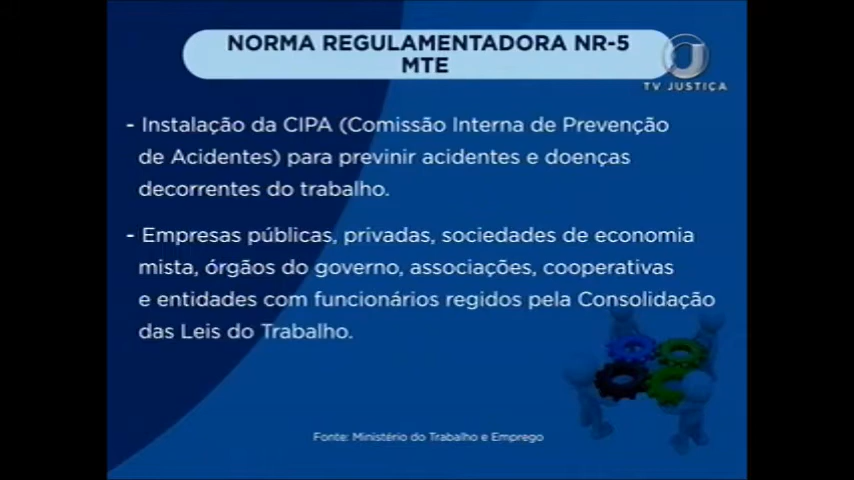 NORMA REGULAMENTADORA NR-5
MTE
TV JUSTIÇA
- Instalação da CIPA (Comissão Interna de Prevenção
de Acidentes) para previnir acidentes e doenças
decorrentes do trabalho.
- Empresas públicas, privadas, sociedades de economia
mista, órgãos do governo, associações, cooperativas
e entidades com funcionários regidos pela Consolidação
das Leis do Trabalho.
Fonte: Ministério do Trabalho e Emprego